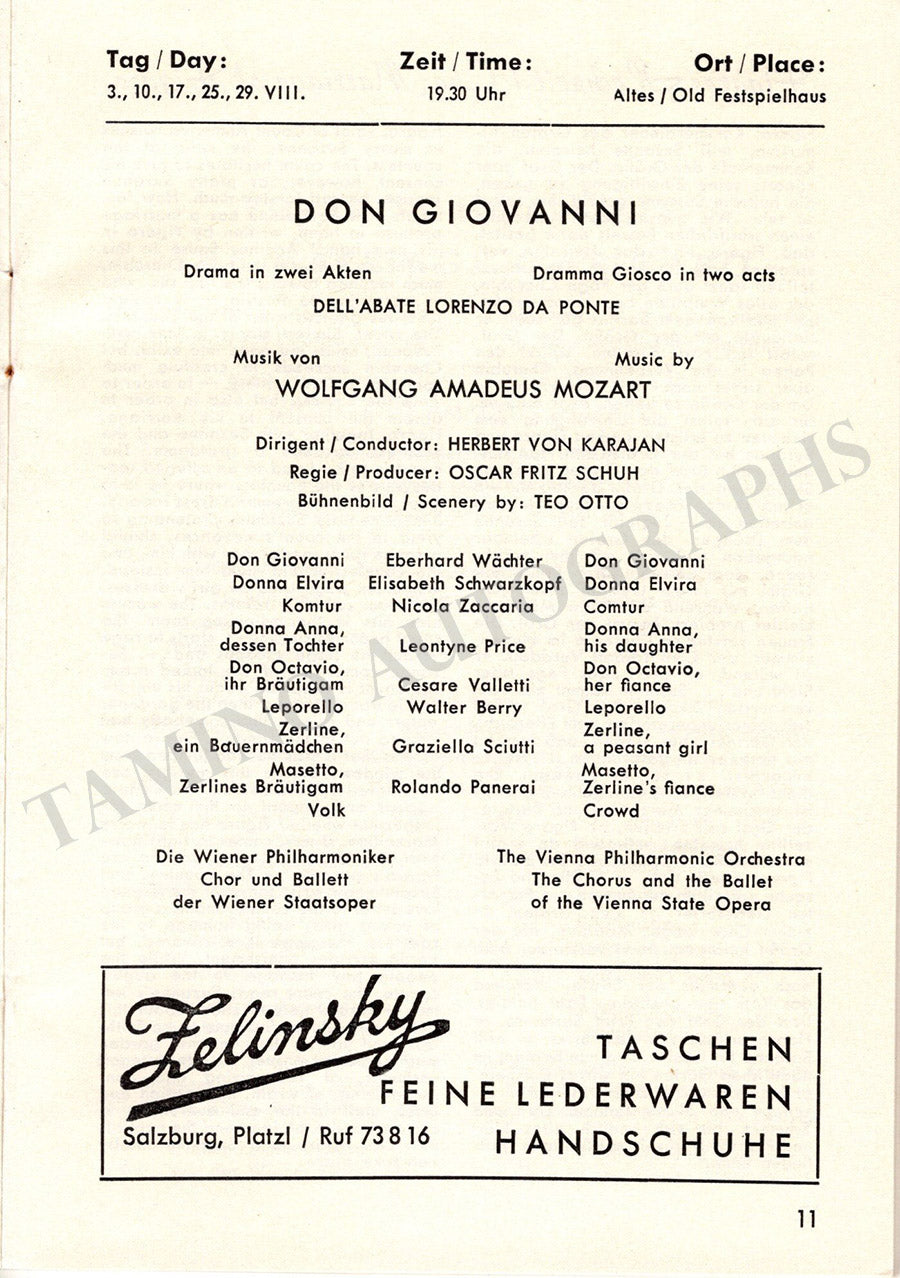 Tag / Day: Zeit / Time: Ort / Place:
3., 10., 17., 25., 29. VIII. 19.30 Uhr Altes / Old Festspielhaus
DON GIOVANNI
Drama in zwei Akten Dramma Giosco in two acts
DELL'ABATE LORENZO DA PONTE
Musik von Music by
WOLFGANG AMADEUS MOZART
Dirigent / Conductor: HERBERT VON KARAJAN
Regie / Producer: OSCAR FRITZ SCHUH
Bühnenbild / Scenery by: TEO OTTO
Don Giovanni Eberhard Wächter Don Giovanni
Donna Elvira Elisabeth Schwarzkopf Donna Elvira
Komtur Nicola Zaccaria Comtur
Donna Anna, Donna Anna,
dessen Tochter Leontyne Price his daughter
Don Octavio, Don Octavio,
ihr Bräutigam Cesare Valletti her fiance
Leporello Walter Berry Leporello
Zerline, Zerline,
ein Bauernmädchen Graziella Sciutti a peasant girl
Masetto, Masetto,
Zerlines Bräutigam Rolando Panerai Zerline's fiance
Volk Crowd
Die Wiener Philharmoniker The Vienna Philharmonic Orchestra
Chor und Ballett The Chorus and the Ballet
der Wiener Staatsoper of the Vienna State Opera
TAMINO AUTOGRAPHS
Zelinsky
TASCHEN
FEINE LEDERWAREN
Salzburg, Platzl / Ruf 73 8 16 HANDSCHUHE
11